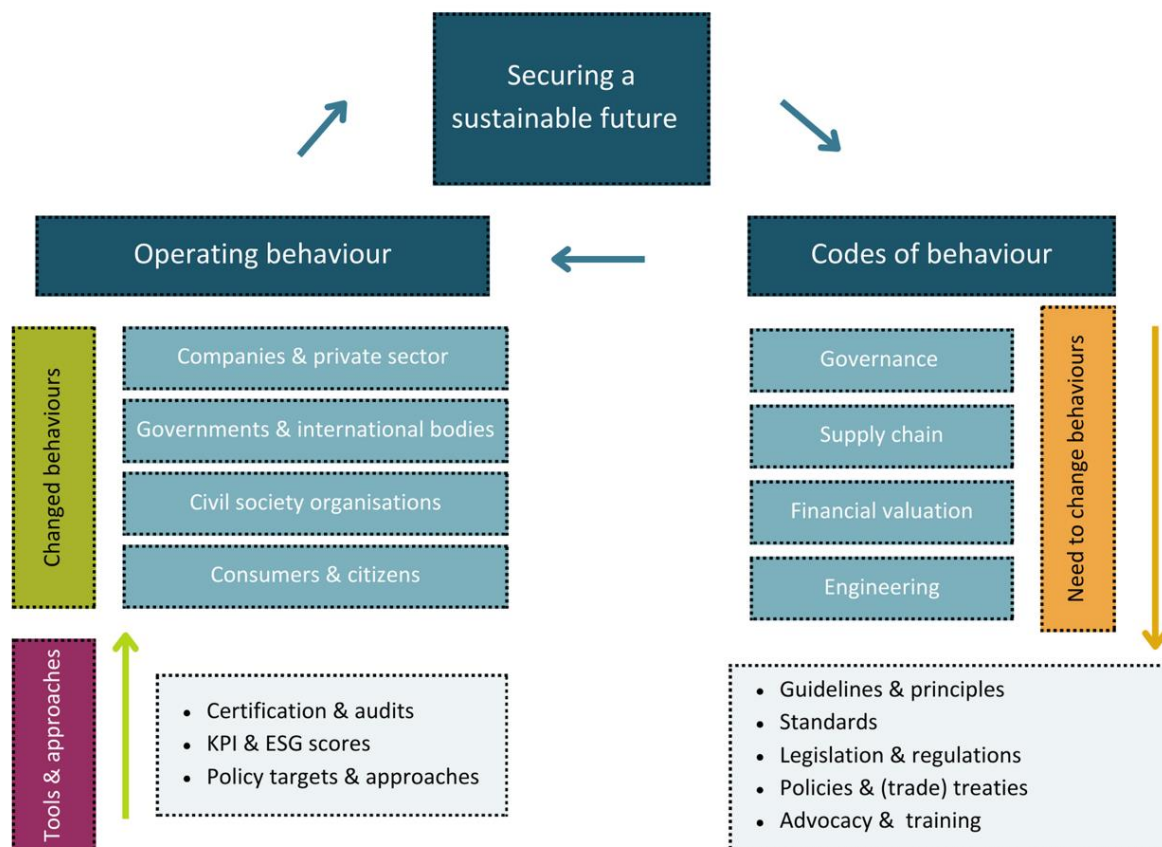 Securing a
sustainable future
Operating behaviour
Codes of behaviour
Changed behaviours
Companies & private sector
Governments & international bodies
Civil society organisations
Consumers & citizens
Governance
Supply chain
Financial valuation
Engineering
Need to change behaviours
Tools & approaches
• Certification & audits
• KPI & ESG scores
• Policy targets & approaches
• Guidelines & principles
• Standards
• Legislation & regulations
• Policies & (trade) treaties
• Advocacy & training